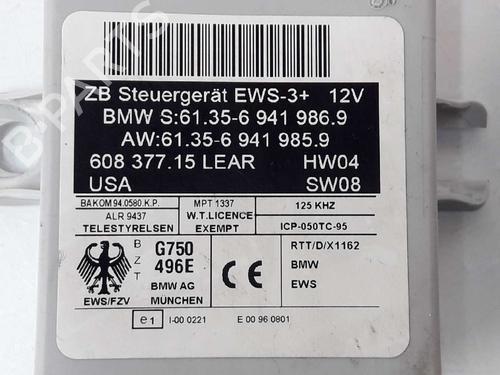 ZB Steuergerät EWS-3+ 12V
BMW S:61.35-6 941 986.9
AW:61.35-6 941 985.9
608 377.15 LEAR HW04
USA SW08
BAKOM 94.0580.K.P. MPT 1337 125 KHZ
ALR 9437 W.T.LICENCE
TELESTYRELSEN EXEMPT ICP-050TC-95
B Z T G750 RTT/D/X1162
496E CE BMW
BMW AG EWS
EWS/FZV MÜNCHEN
e1 I-00 0221 E 00 96 0801
B-PARTS